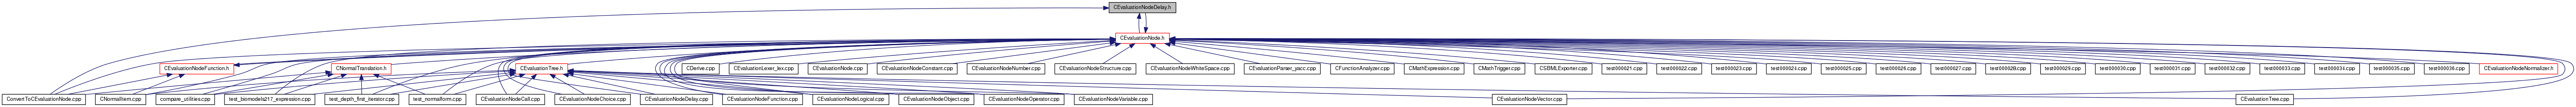 CEvaluationNodeDelay.h
CEvaluationNode.h
CEvaluationNodeFunction.h
CNormalTranslation.h
CEvaluationTree.h
CDerive.cpp
CEvaluationLexer_lex.cpp
CEvaluationNode.cpp
CEvaluationNodeConstant.cpp
CEvaluationNodeNumber.cpp
CEvaluationNodeStructure.cpp
CEvaluationNodeWhiteSpace.cpp
CEvaluationParser_yacc.cpp
CFunctionAnalyzer.cpp
CMathExpression.cpp
CMathTrigger.cpp
CSBMLExporter.cpp
test000021.cpp
test000022.cpp
test000023.cpp
test000024.cpp
test000025.cpp
test000026.cpp
test000027.cpp
test000028.cpp
test000029.cpp
test000030.cpp
test000031.cpp
test000032.cpp
test000033.cpp
test000034.cpp
test000035.cpp
test000036.cpp
CEvaluationNodeNormalizer.h
ConvertToCEvaluationNode.cpp
CNormalItem.cpp
compare_utilities.cpp
test_biomodels217_expression.cpp
test_depth_first_iterator.cpp
test_normalform.cpp
CEvaluationNodeCall.cpp
CEvaluationNodeChoice.cpp
CEvaluationNodeDelay.cpp
CEvaluationNodeFunction.cpp
CEvaluationNodeLogical.cpp
CEvaluationNodeObject.cpp
CEvaluationNodeOperator.cpp
CEvaluationNodeVariable.cpp
CEvaluationNodeVector.cpp
CEvaluationTree.cpp